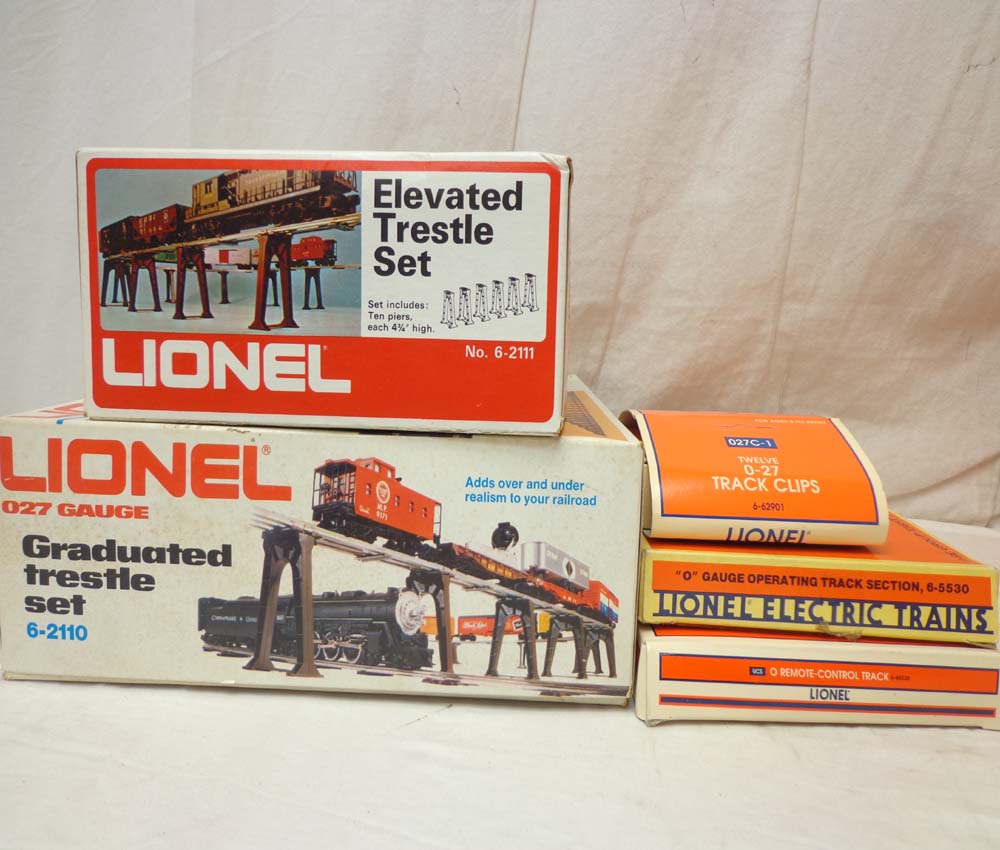 Elevated
Trestle
Set
Set includes:
Ten piers,
each 4¾" high.
No. 6-2111
LIONEL
LIONEL®
027 GAUGE
Graduated
trestle
set
6-2110
Adds over and under
realism to your railroad
M.P.
9171
027C-1
TWELVE
O-27
TRACK CLIPS
6-62901
LIONEL
"O" GAUGE OPERATING TRACK SECTION, 6-5530
LIONEL ELECTRIC TRAINS
UCS O REMOTE-CONTROL TRACK
LIONEL